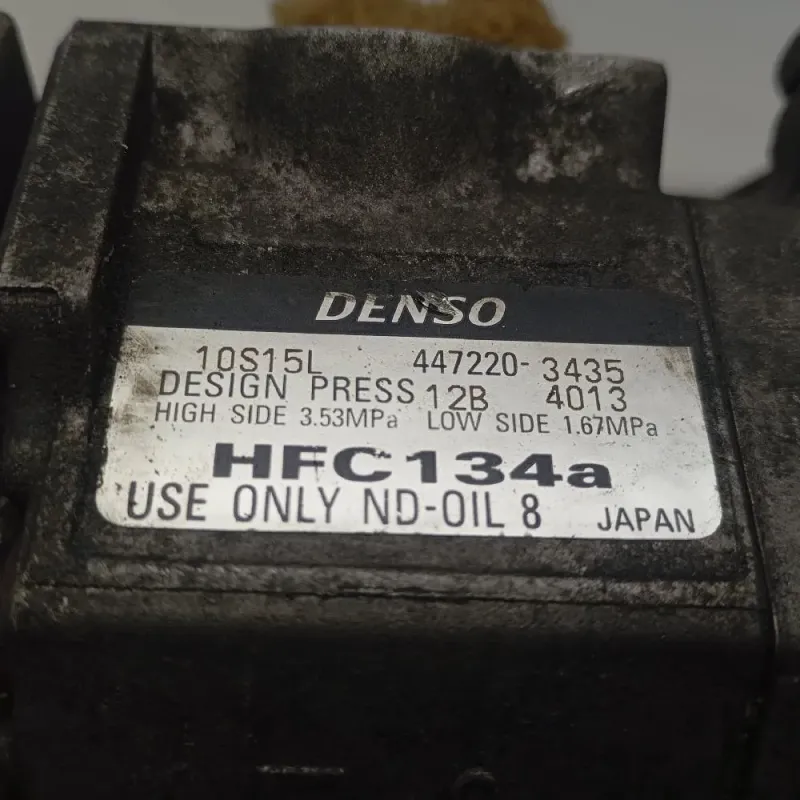 DENSO
10S15L 447220-3435
DESIGN PRESS 12B 4013
HIGH SIDE 3.53MPa LOW SIDE 1.67MPa
HFC134a
USE ONLY ND-OIL 8 JAPAN